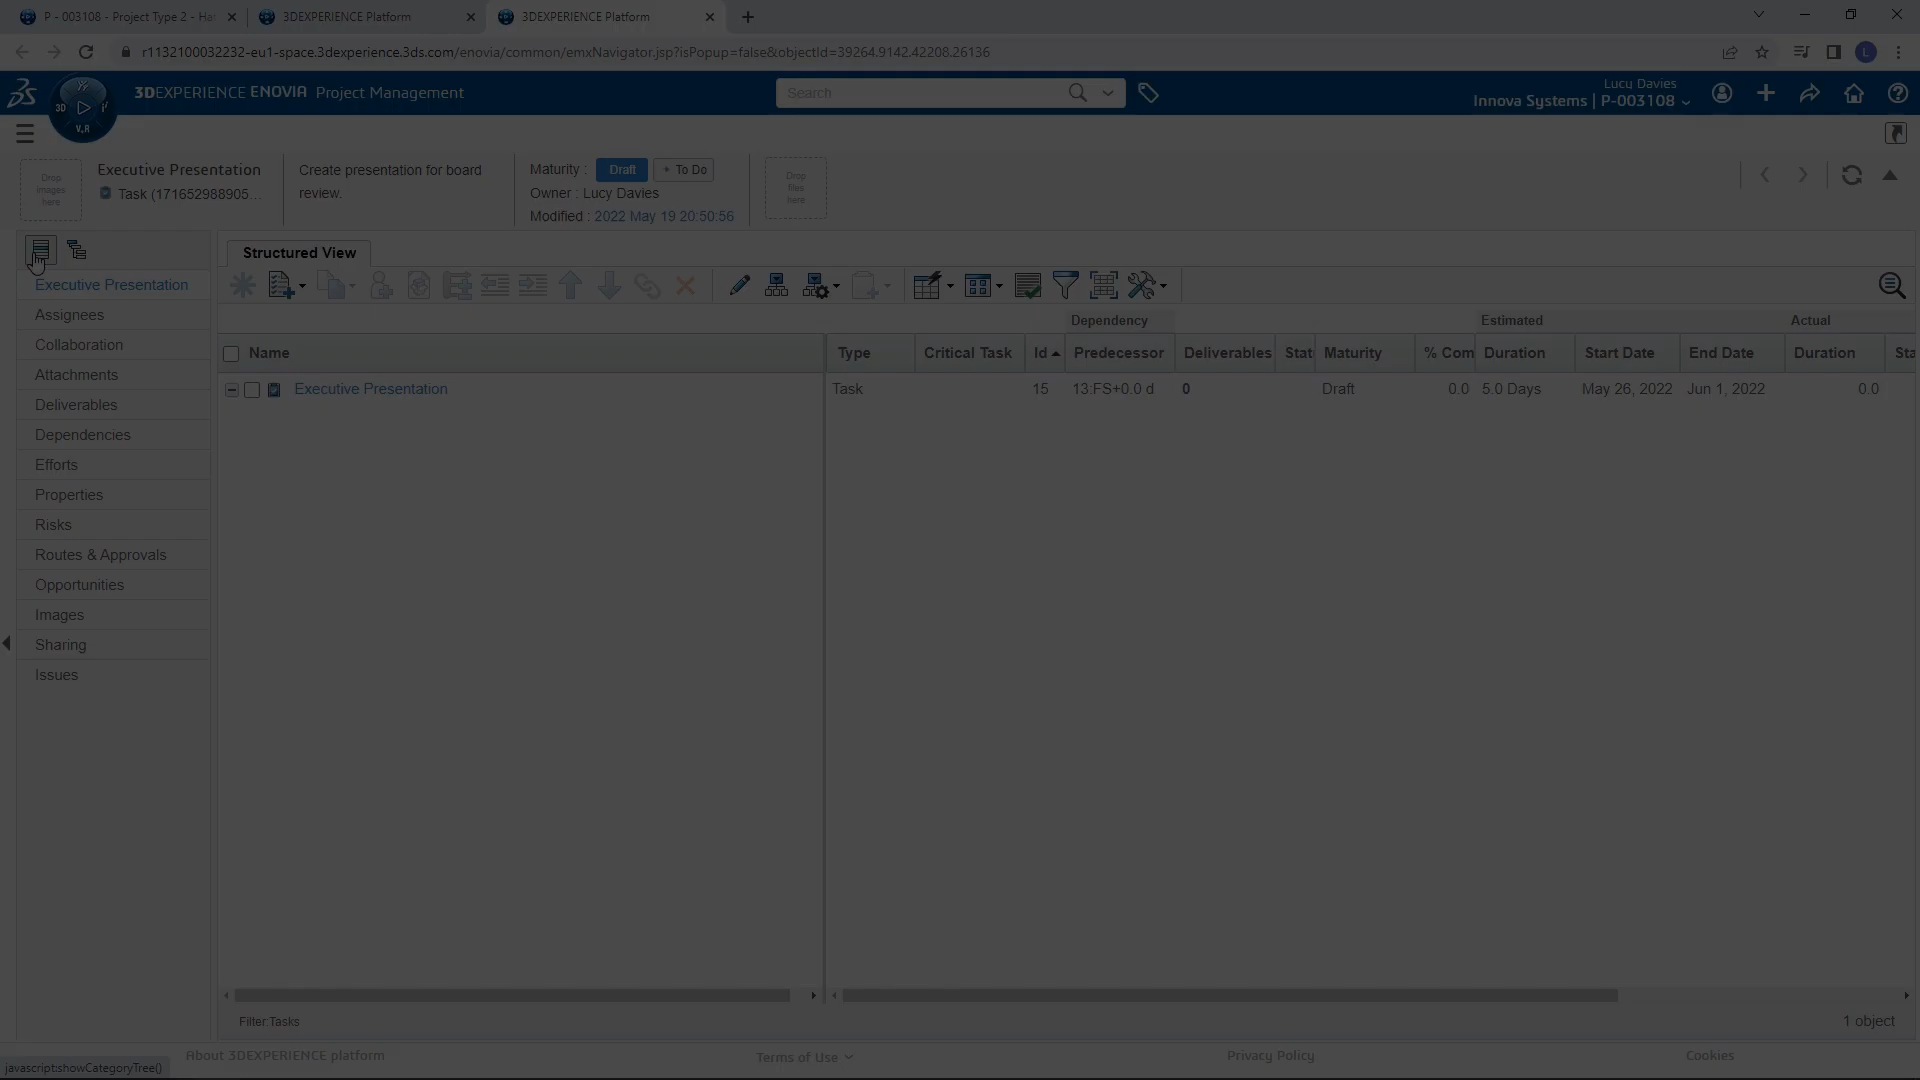 P - 003108 - Project Type 2 - Ha
3DEXPERIENCE Platform
3DEXPERIENCE Platform
r1132100032232-eu1-space.3dexperience.3ds.com/enovia/common/emxNavigator.jsp?isPopup=false&objectId=39264.9142.42208.26136
L
3DEXPERIENCE ENOVIA Project Management
Search
Lucy Davies
Innova Systems | P-003108
3D
V.R
Executive Presentation
Task (171652988905...
Drop images here
Create presentation for board
review.
Maturity : Draft + To Do
Owner : Lucy Davies
Modified : 2022 May 19 20:50:56
Drop files here
Executive Presentation
Assignees
Collaboration
Attachments
Deliverables
Dependencies
Efforts
Properties
Risks
Routes & Approvals
Opportunities
Images
Sharing
Issues
Structured View
Dependency Estimated Actual
Name Type Critical Task Id Predecessor Deliverables Stat Maturity % Com Duration Start Date End Date Duration Sta
Executive Presentation Task 15 13:FS+0.0 d 0 Draft 0.0 5.0 Days May 26, 2022 Jun 1, 2022 0.0
Filter:Tasks
1 object
About 3DEXPERIENCE platform
Terms of Use
Privacy Policy
Cookies
javascript:showCategoryTree()